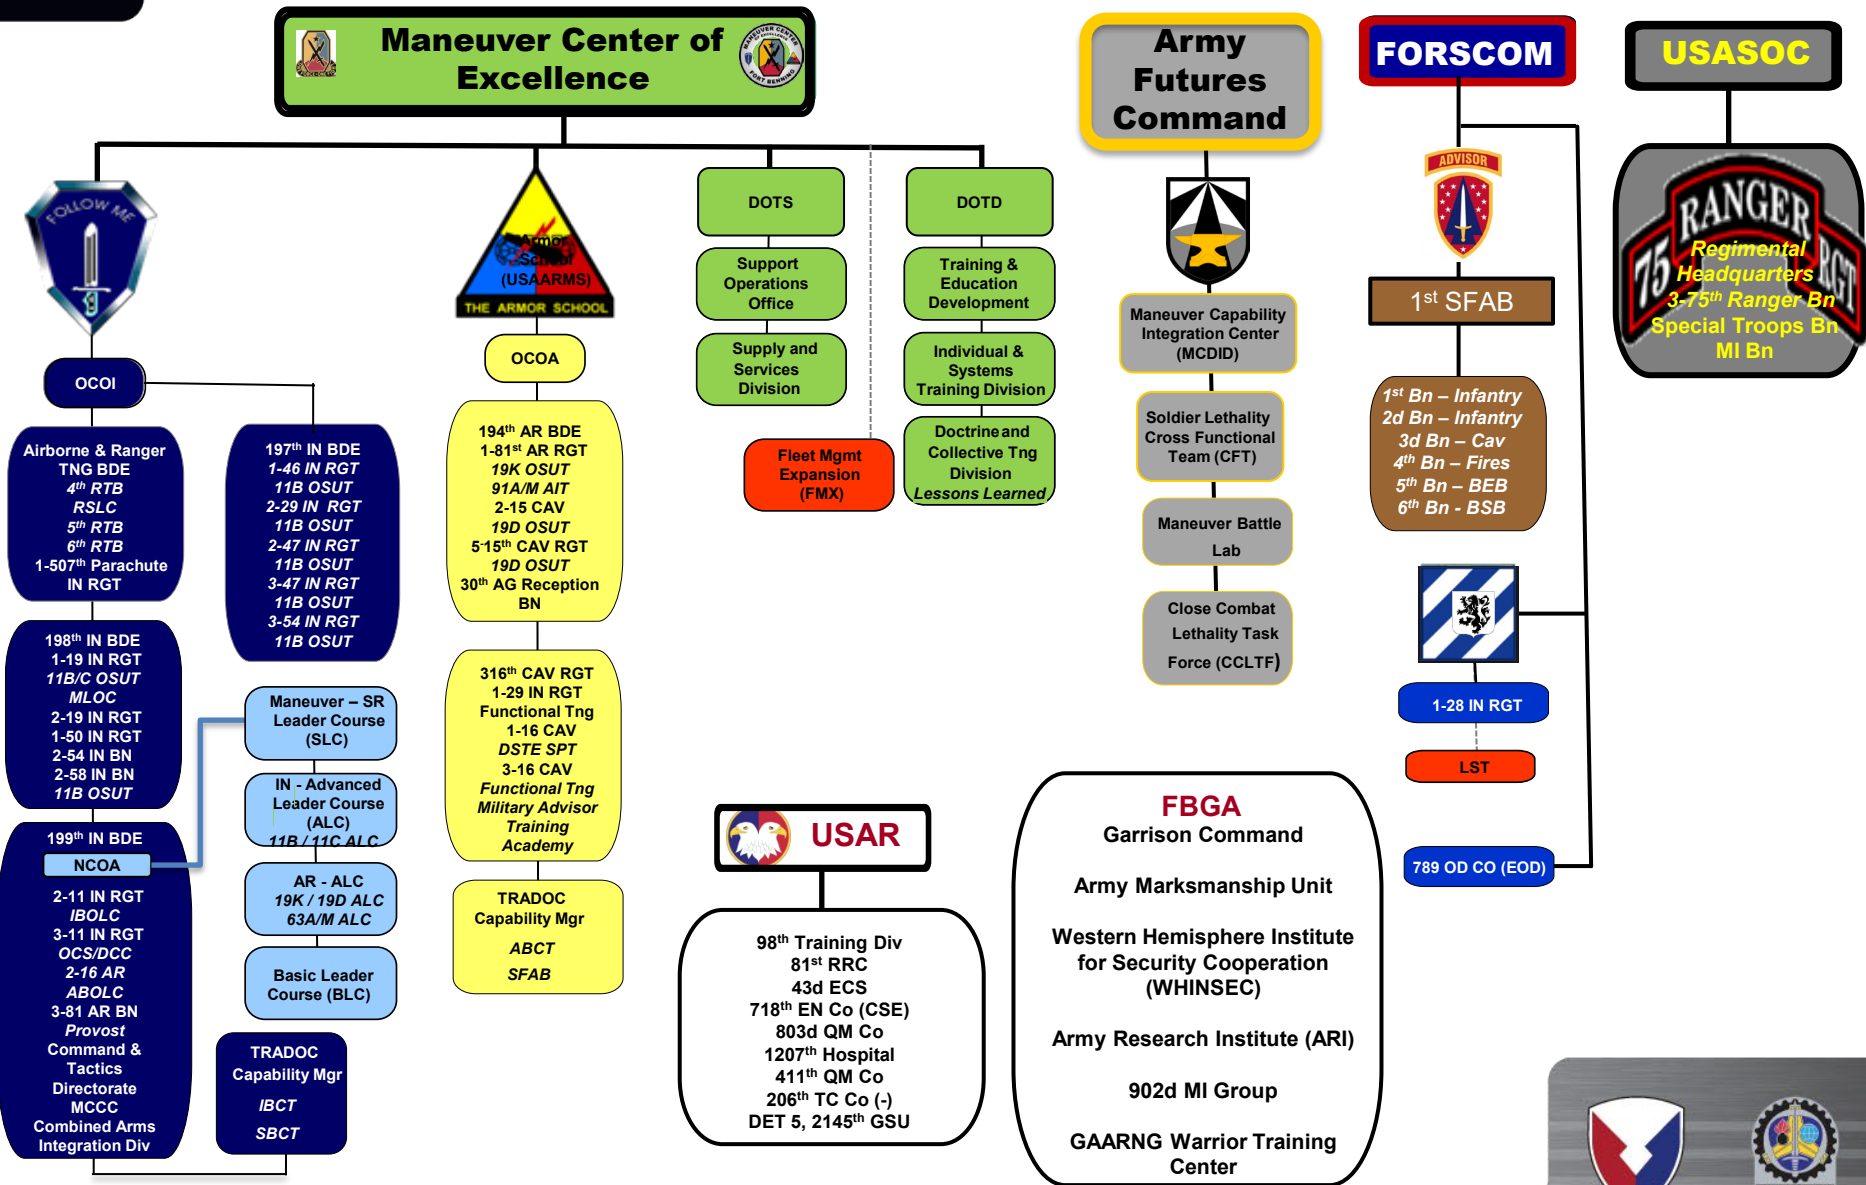 Maneuver Center of
Excellence
MANEUVER CENTER
FORT BENNING
FOLLOW ME
OCOI
Airborne & Ranger
TNG BDE
4th RTB
RSLC
5th RTB
6th RTB
1-507th Parachute
IN RGT
197th IN BDE
1-46 IN RGT
11B OSUT
2-29 IN RGT
11B OSUT
2-47 IN RGT
11B OSUT
3-47 IN RGT
11B OSUT
3-54 IN RGT
11B OSUT
198th IN BDE
1-19 IN RGT
11B/C OSUT
MLOC
2-19 IN RGT
1-50 IN RGT
2-54 IN BN
2-58 IN BN
11B OSUT
199th IN BDE
NCOA
2-11 IN RGT
IBOLC
3-11 IN RGT
OCS/DCC
2-16 AR
ABOLC
3-81 AR BN
Provost
Command &
Tactics
Directorate
MCCC
Combined Arms
Integration Div
Maneuver – SR
Leader Course
(SLC)
IN - Advanced
Leader Course
(ALC)
11B / 11C ALC
AR - ALC
19K / 19D ALC
63A/M ALC
Basic Leader
Course (BLC)
TRADOC
Capability Mgr
IBCT
SBCT
Armor
School
(USAARMS)
THE ARMOR SCHOOL
OCOA
194th AR BDE
1-81st AR RGT
19K OSUT
91A/M AIT
2-15 CAV
19D OSUT
5-15th CAV RGT
19D OSUT
30th AG Reception
BN
316th CAV RGT
1-29 IN RGT
Functional Tng
1-16 CAV
DSTE SPT
3-16 CAV
Functional Tng
Military Advisor
Training
Academy
TRADOC
Capability Mgr
ABCT
SFAB
DOTS
Support
Operations
Office
Supply and
Services
Division
Fleet Mgmt
Expansion
(FMX)
DOTD
Training &
Education
Development
Individual &
Systems
Training Division
Doctrine and
Collective Tng
Division
Lessons Learned
Army
Futures
Command
Maneuver Capability
Integration Center
(MCDID)
Soldier Lethality
Cross Functional
Team (CFT)
Maneuver Battle
Lab
Close Combat
Lethality Task
Force (CCLTF)
FORSCOM
ADVISOR
1st SFAB
1st Bn – Infantry
2d Bn – Infantry
3d Bn – Cav
4th Bn – Fires
5th Bn – BEB
6th Bn - BSB
1-28 IN RGT
LST
789 OD CO (EOD)
USASOC
75 RANGER RGT
Regimental
Headquarters
3-75th Ranger Bn
Special Troops Bn
MI Bn
USAR
98th Training Div
81st RRC
43d ECS
718th EN Co (CSE)
803d QM Co
1207th Hospital
411th QM Co
206th TC Co (-)
DET 5, 2145th GSU
FBGA
Garrison Command
Army Marksmanship Unit
Western Hemisphere Institute
for Security Cooperation
(WHINSEC)
Army Research Institute (ARI)
902d MI Group
GAARNG Warrior Training
Center